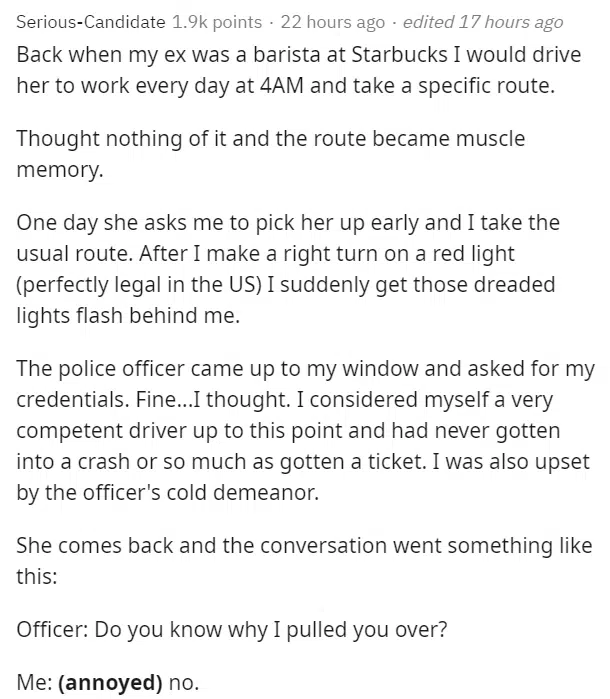 Serious-Candidate 1.9k points · 22 hours ago · edited 17 hours ago
Back when my ex was a barista at Starbucks I would drive
her to work every day at 4AM and take a specific route.
Thought nothing of it and the route became muscle
memory.
One day she asks me to pick her up early and I take the
usual route. After I make a right turn on a red light
(perfectly legal in the US) I suddenly get those dreaded
lights flash behind me.
The police officer came up to my window and asked for my
credentials. Fine...I thought. I considered myself a very
competent driver up to this point and had never gotten
into a crash or so much as gotten a ticket. I was also upset
by the officer's cold demeanor.
She comes back and the conversation went something like
this:
Officer: Do you know why I pulled you over?
Me: (annoyed) no.